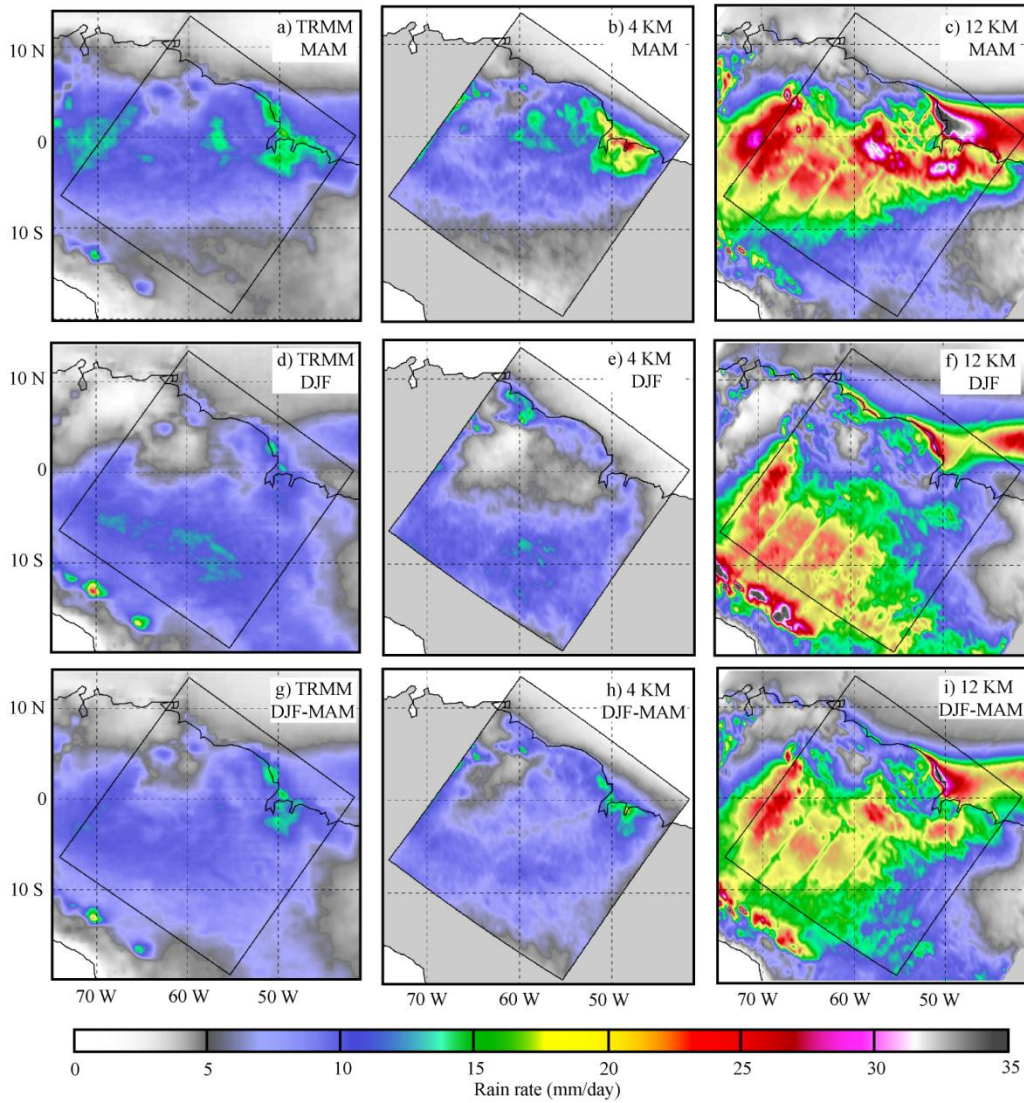 a) TRMM
MAM
b) 4 KM
MAM
c) 12 KM
MAM
10 N
0
10 S
d) TRMM
DJF
e) 4 KM
DJF
f) 12 KM
DJF
10 N
0
10 S
g) TRMM
DJF-MAM
h) 4 KM
DJF-MAM
i) 12 KM
DJF-MAM
10 N
0
10 S
70 W 60 W 50 W 70 W 60 W 50 W 70 W 60 W 50 W
0 5 10 15 20 25 30 35
Rain rate (mm/day)